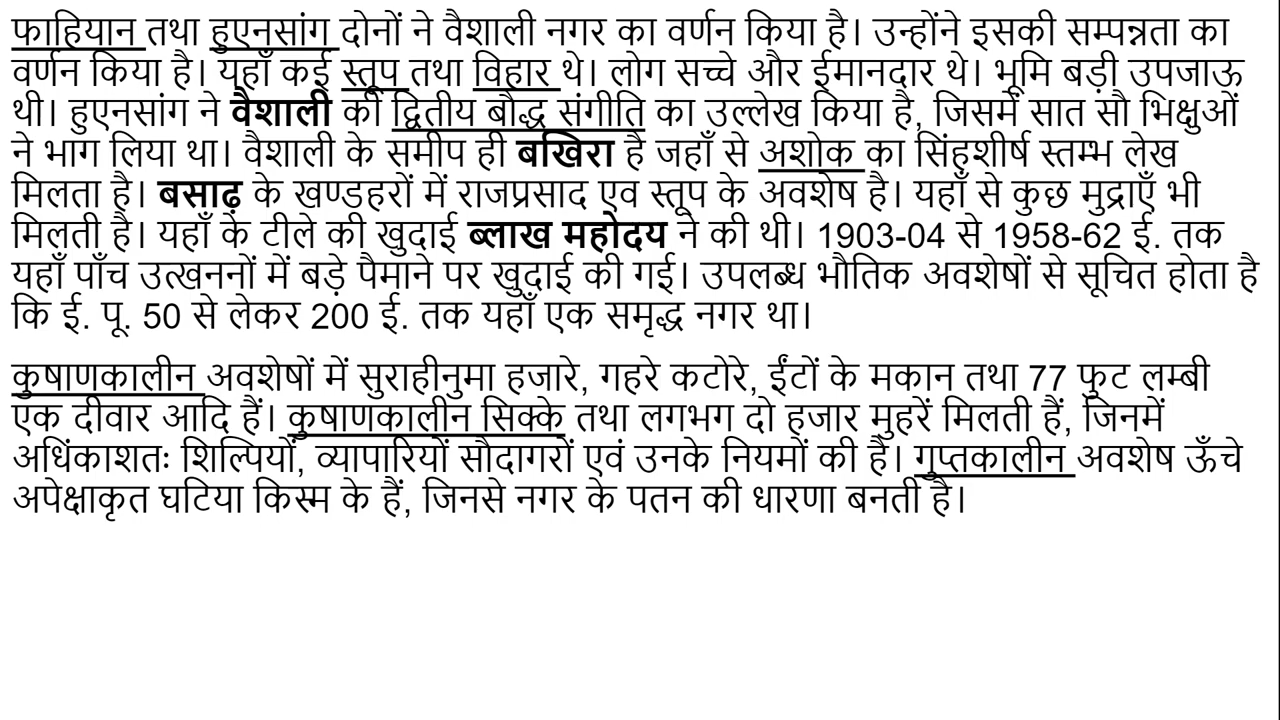 फाहियान तथा हुएनसांग दोनों ने वैशाली नगर का वर्णन किया है। उन्होंने इसकी सम्पन्नता का
वर्णन किया है। यहाँ कई स्तूप तथा विहार थे। लोग सच्चे और ईमानदार थे। भूमि बड़ी उपजाऊ
थी। हुएनसांग ने वैशाली की द्वितीय बौद्ध संगीति का उल्लेख किया है, जिसमें सात सौ भिक्षुओं
ने भाग लिया था। वैशाली के समीप ही बखिरा है जहाँ से अशोक का सिंहशीर्ष स्तम्भ लेख
मिलता है। बसाढ़ के खण्डहरों में राजप्रसाद एव स्तूप के अवशेष है। यहाँ से कुछ मुद्राएँ भी
मिलती है। यहाँ के टीले की खुदाई ब्लाख महोदय ने की थी। 1903-04 से 1958-62 ई. तक
यहाँ पाँच उत्खननों में बड़े पैमाने पर खुदाई की गई। उपलब्ध भौतिक अवशेषों से सूचित होता है
कि ई. पू. 50 से लेकर 200 ई. तक यहाँ एक समृद्ध नगर था।
कुषाणकालीन अवशेषों में सुराहीनुमा हजारे, गहरे कटोरे, ईंटों के मकान तथा 77 फुट लम्बी
एक दीवार आदि हैं। कुषाणकालीन सिक्के तथा लगभग दो हजार मुहरें मिलती हैं, जिनमें
अधिंकाशतः शिल्पियों, व्यापारियों सौदागरों एवं उनके नियमों की है। गुप्तकालीन अवशेष ऊँचे
अपेक्षाकृत घटिया किस्म के हैं, जिनसे नगर के पतन की धारणा बनती है।